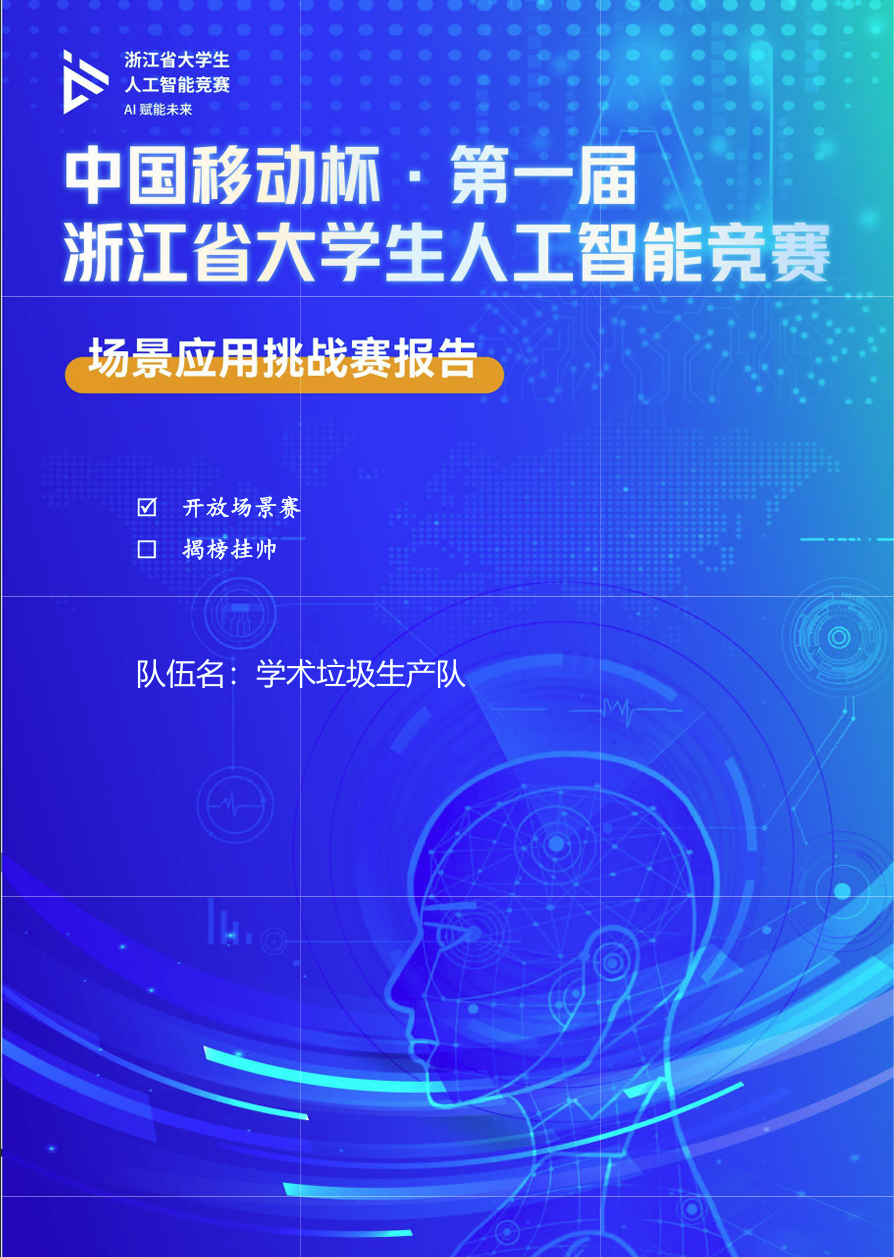 浙江省大学生
人工智能竞赛
AI 赋能未来
中国移动杯·第一届
浙江省大学生人工智能竞赛
场景应用挑战赛报告
☑ 开放场景赛
☐ 揭榜挂帅
队伍名：学术垃圾生产队